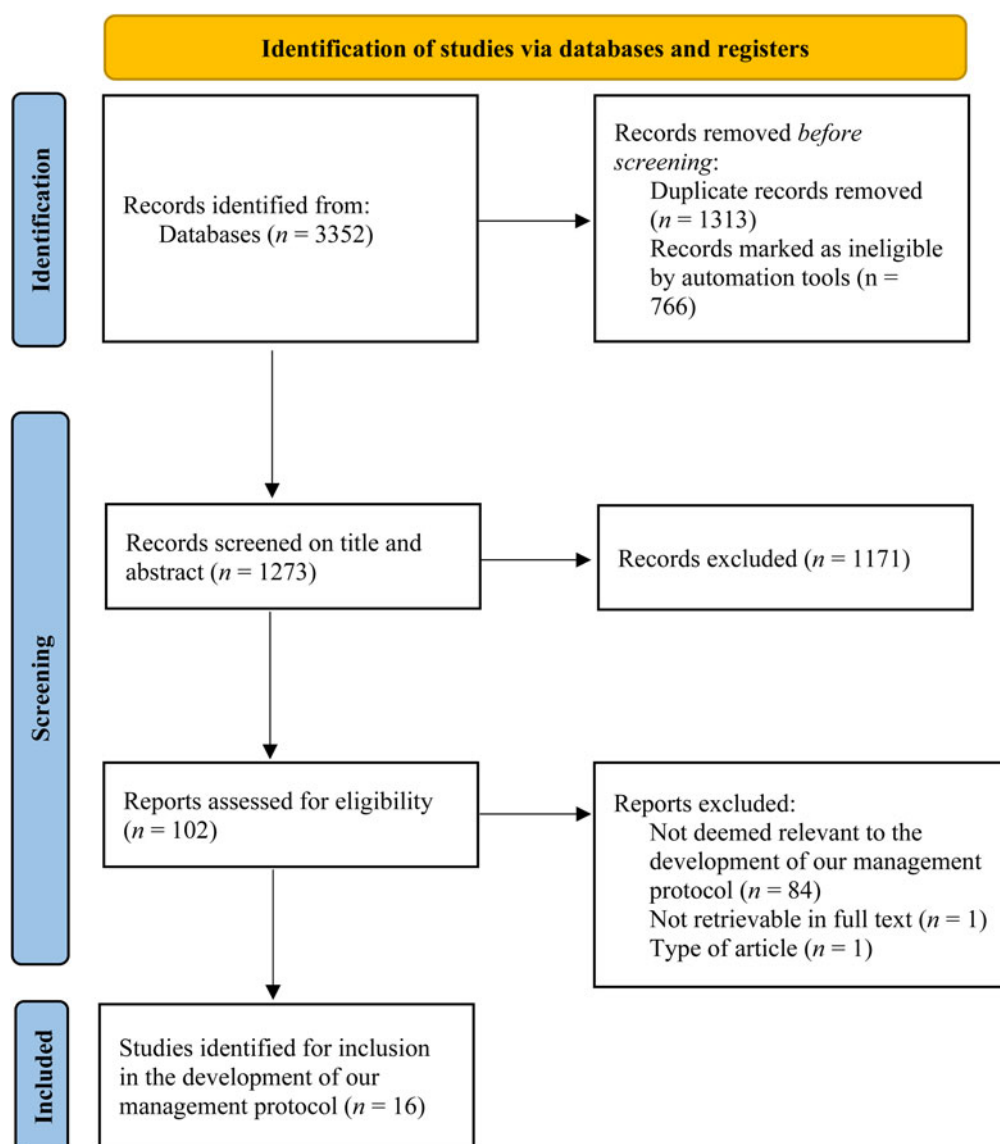 Identification of studies via databases and registers
Identification
Records identified from:
Databases (n = 3352)
Records removed before
screening:
Duplicate records removed
(n = 1313)
Records marked as ineligible
by automation tools (n =
766)
Screening
Records screened on title and
abstract (n = 1273)
Records excluded (n = 1171)
Reports assessed for eligibility
(n = 102)
Reports excluded:
Not deemed relevant to the
development of our management
protocol (n = 84)
Not retrievable in full text (n = 1)
Type of article (n = 1)
Included
Studies identified for inclusion
in the development of our
management protocol (n = 16)